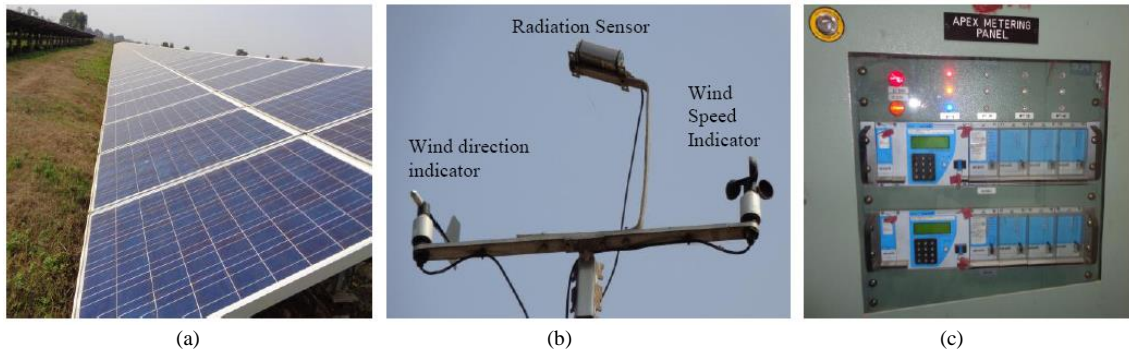 Radiation Sensor
Wind
Speed
Indicator
Wind direction
indicator
APEX METERING
PANEL
(a)
(b)
(c)